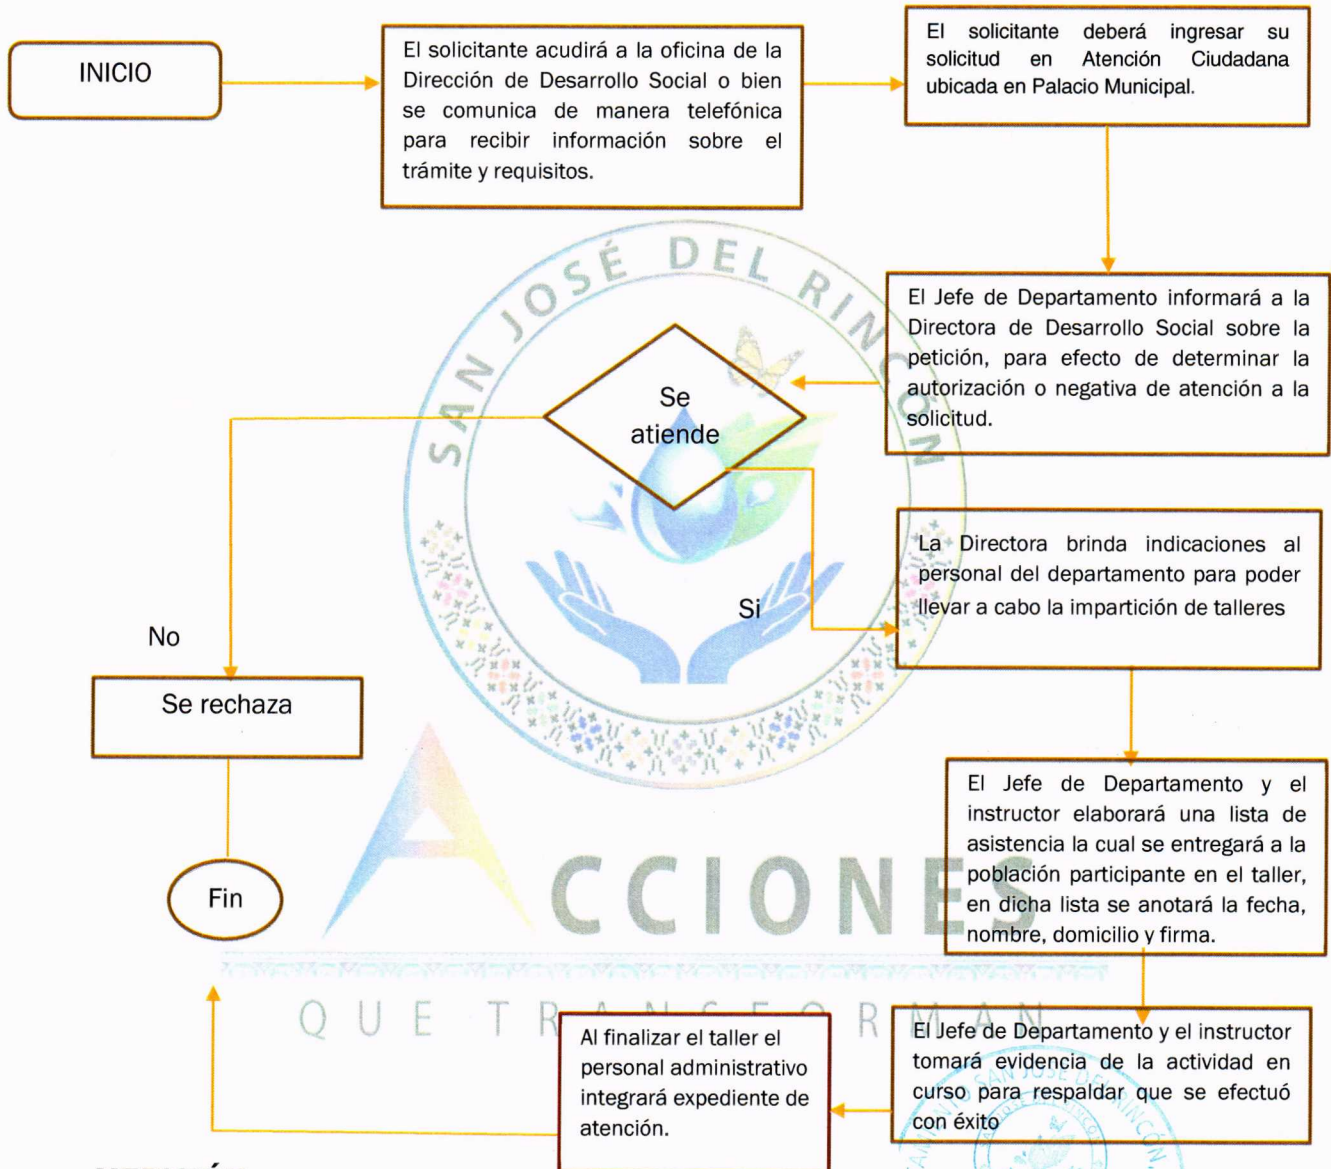 INICIO
El solicitante acudirá a la oficina de la
Dirección de Desarrollo Social o bien
se comunica de manera telefónica
para recibir información sobre el
trámite y requisitos.
El solicitante deberá ingresar su
solicitud en Atención Ciudadana
ubicada en Palacio Municipal.
El Jefe de Departamento informará a la
Directora de Desarrollo Social sobre la
petición, para efecto de determinar la
autorización o negativa de atención a la
solicitud.
Se
atiende
SAN JOSÉ DEL RINCÓN
La Directora brinda indicaciones al
personal del departamento para poder
llevar a cabo la impartición de talleres
Si
No
Se rechaza
Fin
El Jefe de Departamento y el
instructor elaborará una lista de
asistencia la cual se entregará a la
población participante en el taller,
en dicha lista se anotará la fecha,
nombre, domicilio y firma.
ACCIONES
QUE TRANSFORMAN
El Jefe de Departamento y el instructor
tomará evidencia de la actividad en
curso para respaldar que se efectuó
con éxito
Al finalizar el taller el
personal administrativo
integrará expediente de
atención.
SAN JOSÉ DEL RINCÓN